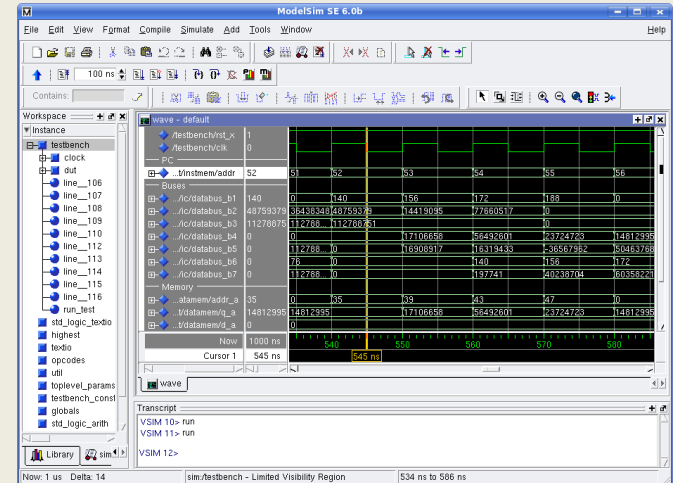 ModelSim SE 6.0b
File Edit View Format Compile Simulate Add Tools Window Help
100 ns
Contains:
Workspace
Instance
testbench
clock
dut
line__106
line__107
line__108
line__109
line__110
line__112
line__113
line__114
line__115
line__116
run_test
std_logic_textio
highest
textio
opcodes
util
toplevel_params
testbench_const
globals
std_logic_arith
Library sim
wave - default
/testbench/rst_x 1
/testbench/clk 0
PC
...t/instmem/addr 52 51 52 53 54 55 56
Buses
.../ic/databus_b1 140 0 140 156 172 188 0
.../ic/databus_b2 48759379 36438348 48759379 14419095 77660517 0
.../ic/databus_b3 11278875 112788... 112788751 0
.../ic/databus_b4 0 0 17106658 56492601 23724723 14812995
.../ic/databus_b5 0 112788... 0 16908917 16319433 -36567962 50463768
.../ic/databus_b6 0 76 0 140 156 172
.../ic/databus_b7 0 112788... 0 197741 40238704 60358221
Memory
...atamem/addr_a 35 0 35 39 43 47 0
...t/datamem/q_a 14812995 14812995 17106658 56492601 23724723 14812995
...t/datamem/d_a 0 0
Now 1000 ns 540 550 560 570 580
Cursor 1 545 ns 545 ns
wave
Transcript
VSIM 10> run
VSIM 11> run
VSIM 12>
Now: 1 us Delta: 14 sim:/testbench - Limited Visibility Region 534 ns to 586 ns